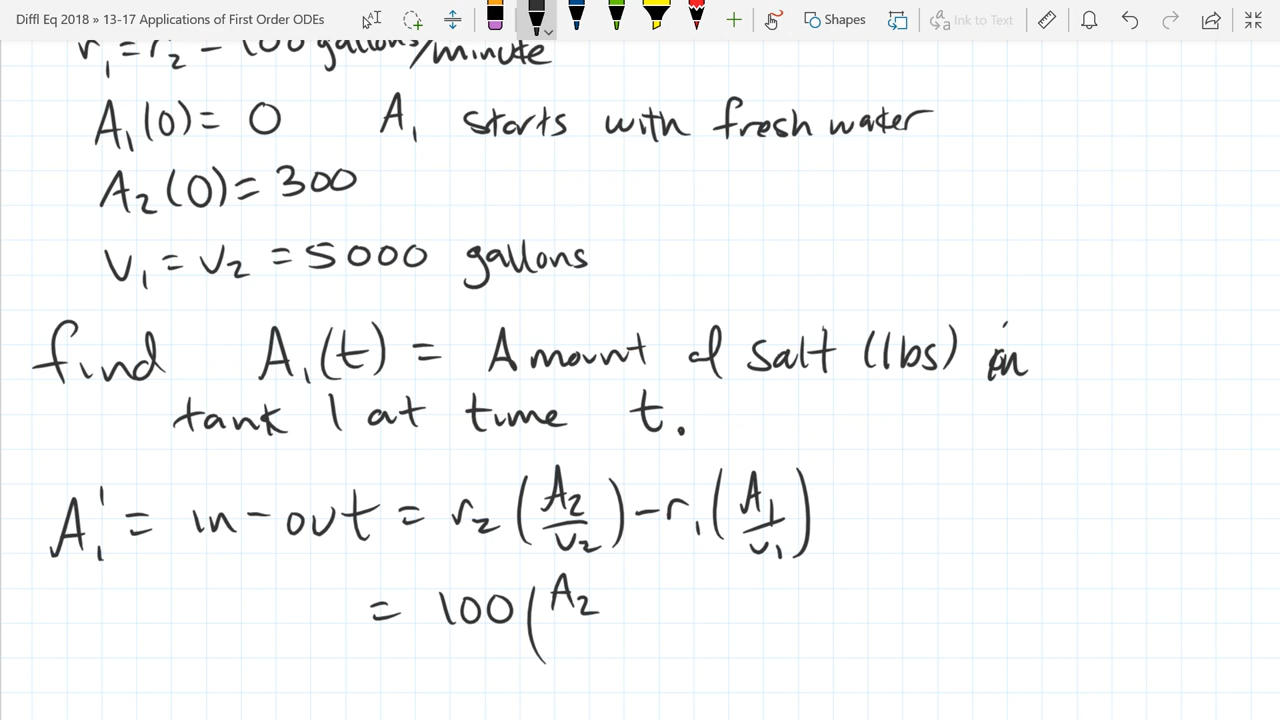 Diffl Eq 2018 » 13-17 Applications of First Order ODEs
Shapes
Ink to Text
r₁ = r₂ = 100 gallons/minute
A₁(0) = 0 A₁ starts with fresh water
A₂(0) = 300
V₁ = V₂ = 5000 gallons
find A₁(t) = Amount of salt (lbs) in
tank 1 at time t.
A₁' = in-out = r₂(A₂/V₂) - r₁(A₁/V₁)
= 100(A₂